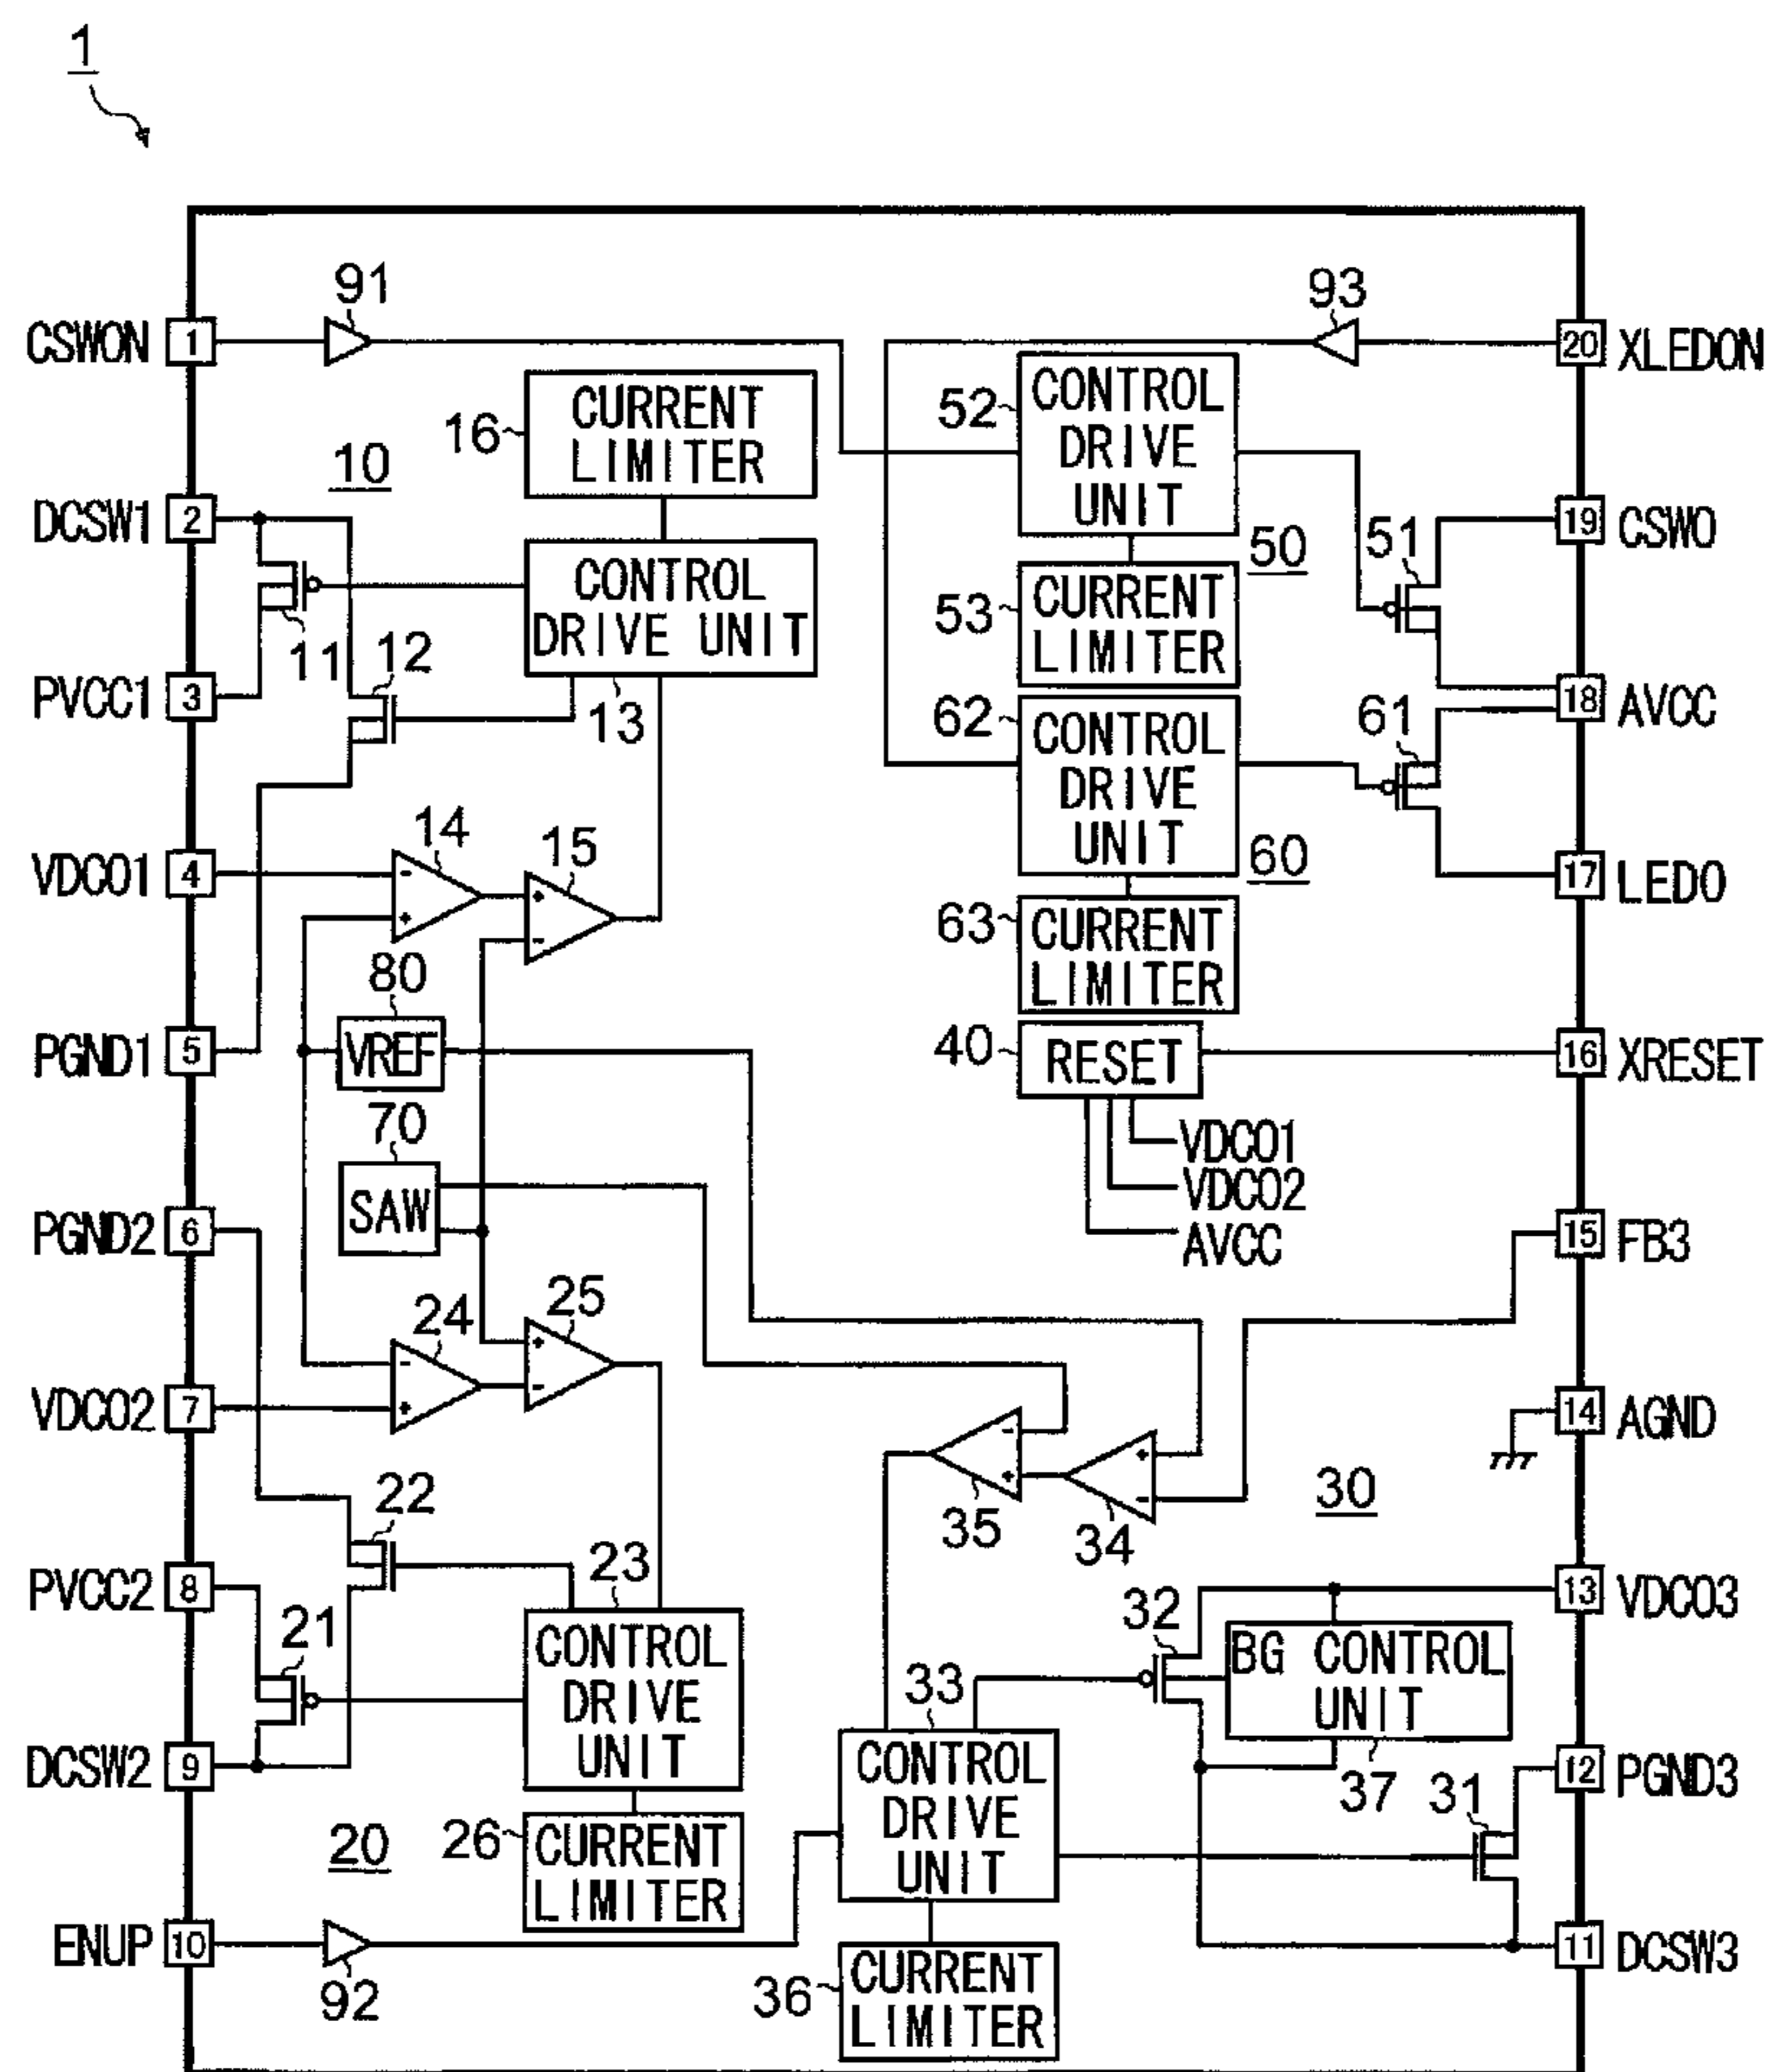 1
91
93
CSWON 1
20 XLEDON
16
CURRENT
LIMITER
52
CONTROL
DRIVE
UNIT
10
DCSW1 2
51
19 CSWO
50
CONTROL
DRIVE UNIT
53
CURRENT
LIMITER
11
12
PVCC1 3
13
62
CONTROL
DRIVE
UNIT
61
18 AVCC
14
15
VDCO1 4
- +
+ -
60
17 LEDO
63
CURRENT
LIMITER
80
PGND1 5
VREF
40
RESET
16 XRESET
70
VDCO1
VDCO2
AVCC
PGND2 6
SAW
15 FB3
24
25
- +
+ -
VDCO2 7
14 AGND
- +
+ -
35
34
30
22
23
PVCC2 8
32
13 VDCO3
21
CONTROL
DRIVE
UNIT
33
BG CONTROL
UNIT
DCSW2 9
CONTROL
DRIVE
UNIT
37
31
12 PGND3
20
26
CURRENT
LIMITER
ENUP 10
92
11 DCSW3
36
CURRENT
LIMITER